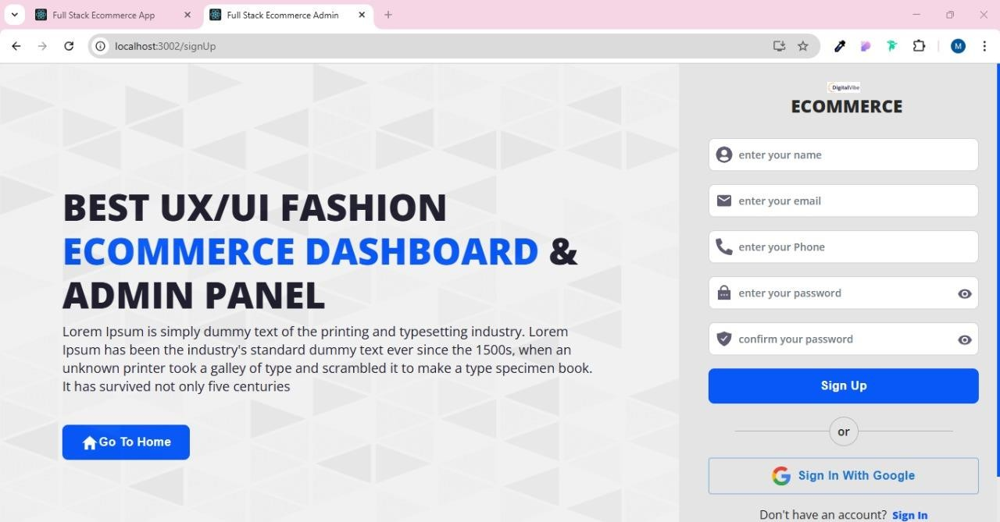 Full Stack Ecommerce App
Full Stack Ecommerce Admin
localhost:3002/signUp
M
DigitalVibe
ECOMMERCE
BEST UX/UI FASHION
ECOMMERCE DASHBOARD &
ADMIN PANEL
Lorem Ipsum is simply dummy text of the printing and typesetting industry. Lorem
Ipsum has been the industry's standard dummy text ever since the 1500s, when an
unknown printer took a galley of type and scrambled it to make a type specimen book.
It has survived not only five centuries
Go To Home
enter your name
enter your email
enter your Phone
enter your password
confirm your password
Sign Up
or
Sign In With Google
Don't have an account? Sign In